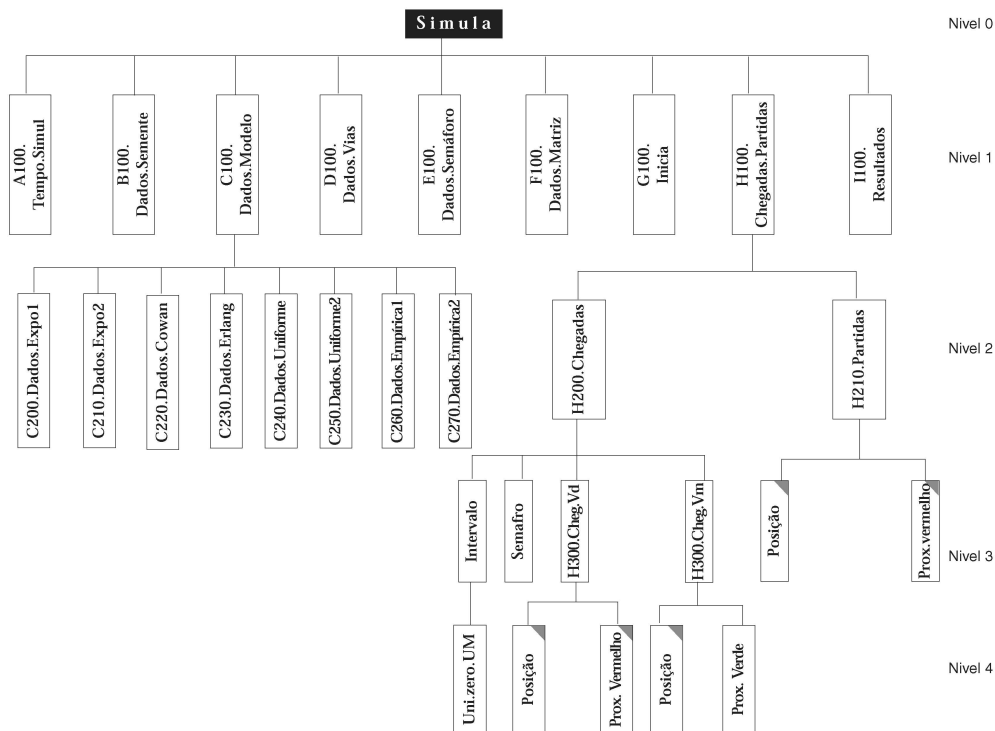 Simula
Nivel 0
A100.
Tempo.Simul
B100.
Dados.Semente
C100.
Dados.Modelo
D100.
Dados.Vias
E100.
Dados.Semáforo
F100.
Dados.Matriz
G100.
Inicia
H100.
Chegadas.Partidas
I100.
Resultados
Nivel 1
C200.Dados.Expo1
C210.Dados.Expo2
C220.Dados.Cowan
C230.Dados.Erlang
C240.Dados.Uniforme
C250.Dados.Uniforme2
C260.Dados.Empírica1
C270.Dados.Empírica2
H200.Chegadas
H210.Partidas
Nivel 2
Intervalo
Semafro
H300.Cheg.Vd
H300.Cheg.Vm
Posição
Prox.vermelho
Nivel 3
Uni.zero.UM
Posição
Prox. Vermelho
Posição
Prox. Verde
Nivel 4